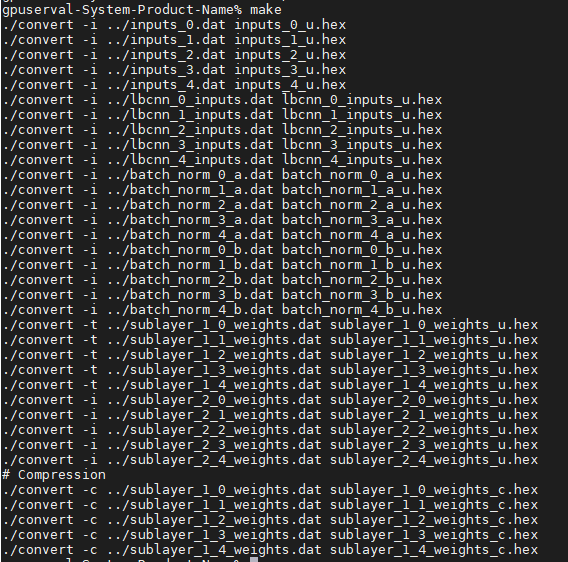 gpuserval-System-Product-Name% make
./convert -i ../inputs_0.dat inputs_0_u.hex
./convert -i ../inputs_1.dat inputs_1_u.hex
./convert -i ../inputs_2.dat inputs_2_u.hex
./convert -i ../inputs_3.dat inputs_3_u.hex
./convert -i ../inputs_4.dat inputs_4_u.hex
./convert -i ../lbcnn_0_inputs.dat lbcnn_0_inputs_u.hex
./convert -i ../lbcnn_1_inputs.dat lbcnn_1_inputs_u.hex
./convert -i ../lbcnn_2_inputs.dat lbcnn_2_inputs_u.hex
./convert -i ../lbcnn_3_inputs.dat lbcnn_3_inputs_u.hex
./convert -i ../lbcnn_4_inputs.dat lbcnn_4_inputs_u.hex
./convert -i ../batch_norm_0_a.dat batch_norm_0_a_u.hex
./convert -i ../batch_norm_1_a.dat batch_norm_1_a_u.hex
./convert -i ../batch_norm_2_a.dat batch_norm_2_a_u.hex
./convert -i ../batch_norm_3_a.dat batch_norm_3_a_u.hex
./convert -i ../batch_norm_4_a.dat batch_norm_4_a_u.hex
./convert -i ../batch_norm_0_b.dat batch_norm_0_b_u.hex
./convert -i ../batch_norm_1_b.dat batch_norm_1_b_u.hex
./convert -i ../batch_norm_2_b.dat batch_norm_2_b_u.hex
./convert -i ../batch_norm_3_b.dat batch_norm_3_b_u.hex
./convert -i ../batch_norm_4_b.dat batch_norm_4_b_u.hex
./convert -t ../sublayer_1_0_weights.dat sublayer_1_0_weights_u.hex
./convert -t ../sublayer_1_1_weights.dat sublayer_1_1_weights_u.hex
./convert -t ../sublayer_1_2_weights.dat sublayer_1_2_weights_u.hex
./convert -t ../sublayer_1_3_weights.dat sublayer_1_3_weights_u.hex
./convert -t ../sublayer_1_4_weights.dat sublayer_1_4_weights_u.hex
./convert -i ../sublayer_2_0_weights.dat sublayer_2_0_weights_u.hex
./convert -i ../sublayer_2_1_weights.dat sublayer_2_1_weights_u.hex
./convert -i ../sublayer_2_2_weights.dat sublayer_2_2_weights_u.hex
./convert -i ../sublayer_2_3_weights.dat sublayer_2_3_weights_u.hex
./convert -i ../sublayer_2_4_weights.dat sublayer_2_4_weights_u.hex
# Compression
./convert -c ../sublayer_1_0_weights.dat sublayer_1_0_weights_c.hex
./convert -c ../sublayer_1_1_weights.dat sublayer_1_1_weights_c.hex
./convert -c ../sublayer_1_2_weights.dat sublayer_1_2_weights_c.hex
./convert -c ../sublayer_1_3_weights.dat sublayer_1_3_weights_c.hex
./convert -c ../sublayer_1_4_weights.dat sublayer_1_4_weights_c.hex